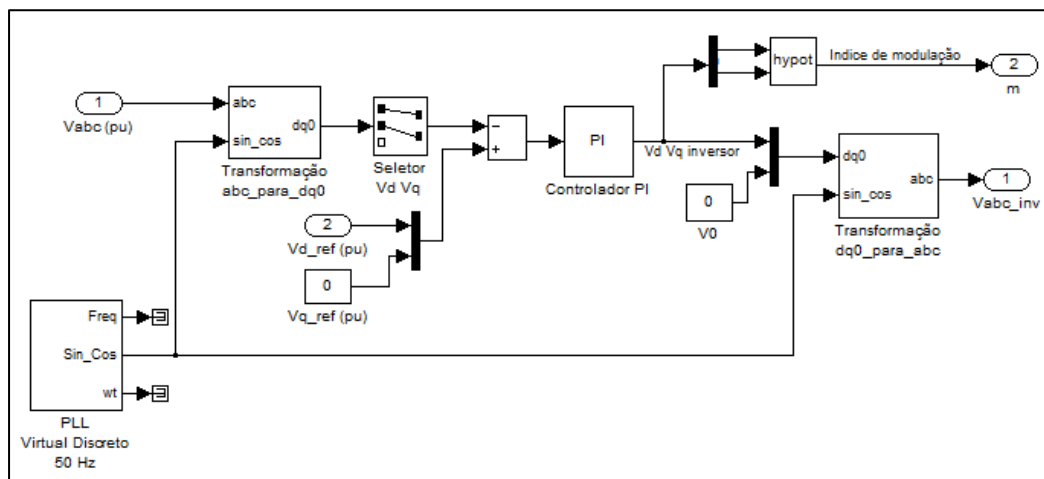 1
Vabc (pu)
abc
sin_cos
dq0
Transformação
abc_para_dq0
Seletor
Vd Vq
−
+
2
Vd_ref (pu)
0
Vq_ref (pu)
PI
Controlador PI
Vd Vq inversor
0
V0
hypot
Indice de modulação
2
m
dq0
sin_cos
abc
Transformação
dq0_para_abc
1
Vabc_inv
Freq
Sin_Cos
wt
PLL
Virtual Discreto
50 Hz